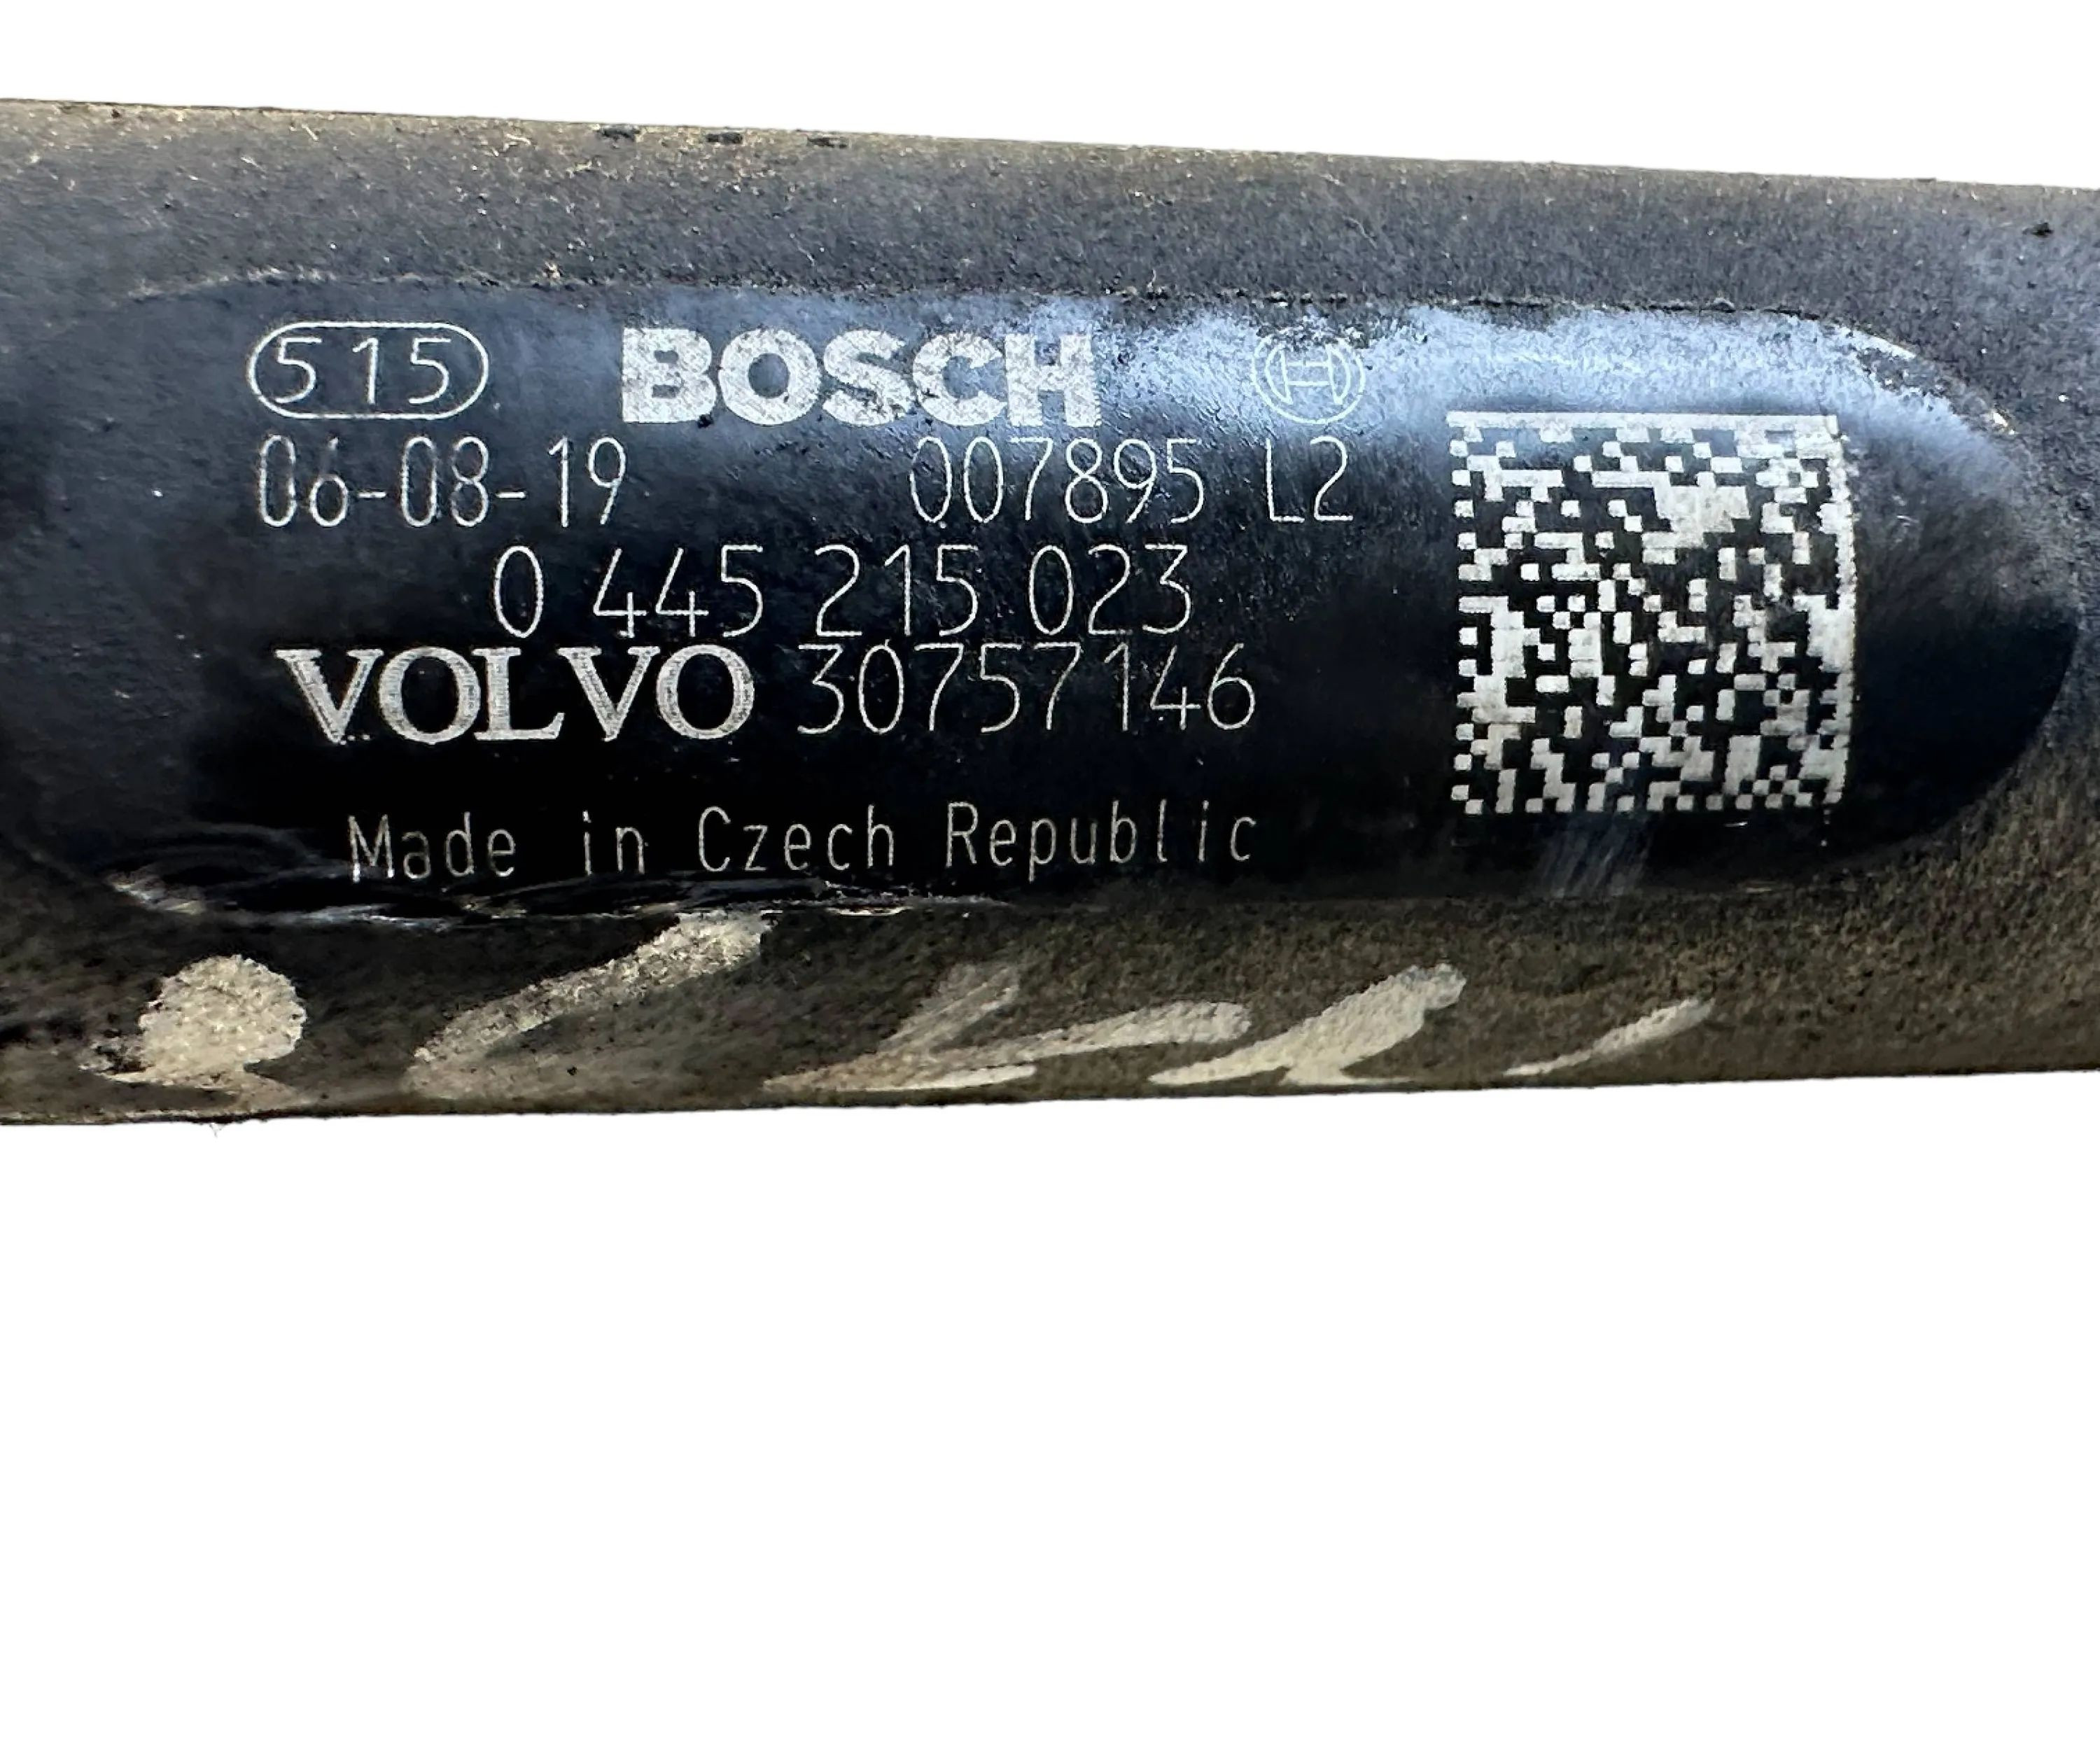 515 BOSCH
06-08-19 007895 L2
0 445 215 023
VOLVO 30757146
Made in Czech Republic